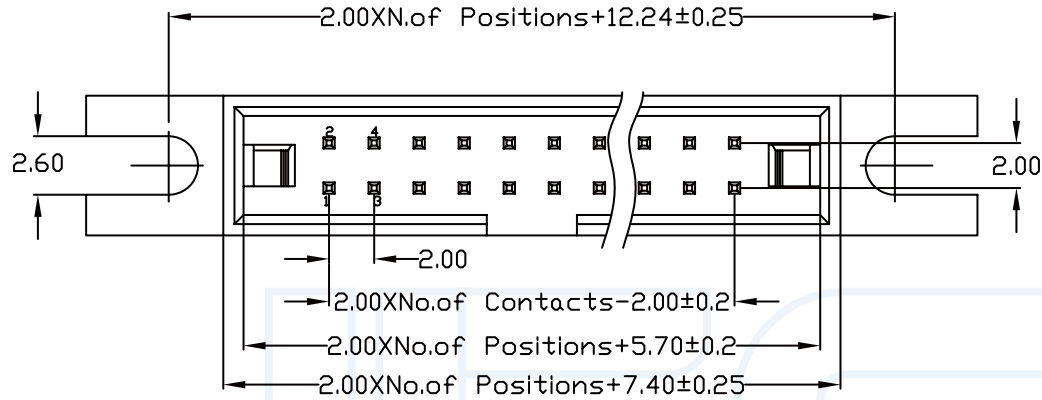 2.00XN.of Positions+12.24±0.25
2 4
2.60
2.00
1 3
2.00
2.00XNo.of Contacts-2.00±0.2
2.00XNo.of Positions+5.70±0.2
2.00XNo.of Positions+7.40±0.25